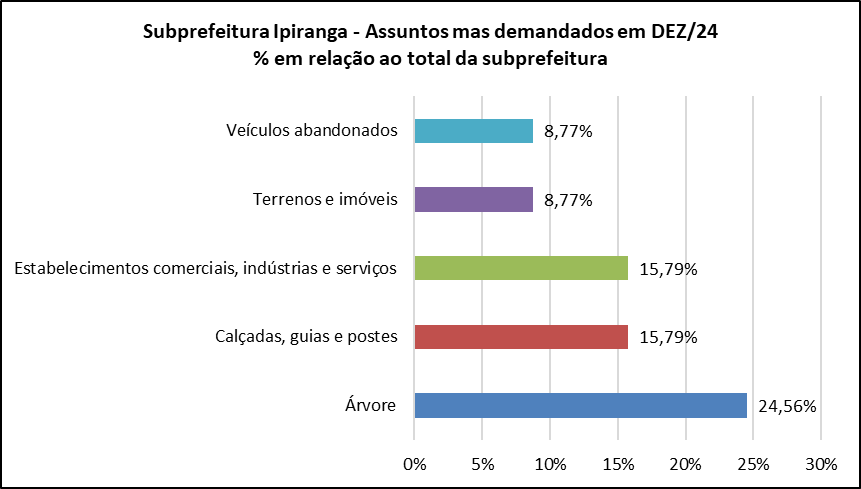 Subprefeitura Ipiranga - Assuntos mas demandados em DEZ/24
% em relação ao total da subprefeitura
Veículos abandonados 8,77%
Terrenos e imóveis 8,77%
Estabelecimentos comerciais, indústrias e serviços 15,79%
Calçadas, guias e postes 15,79%
Árvore 24,56%
0% 5% 10% 15% 20% 25% 30%